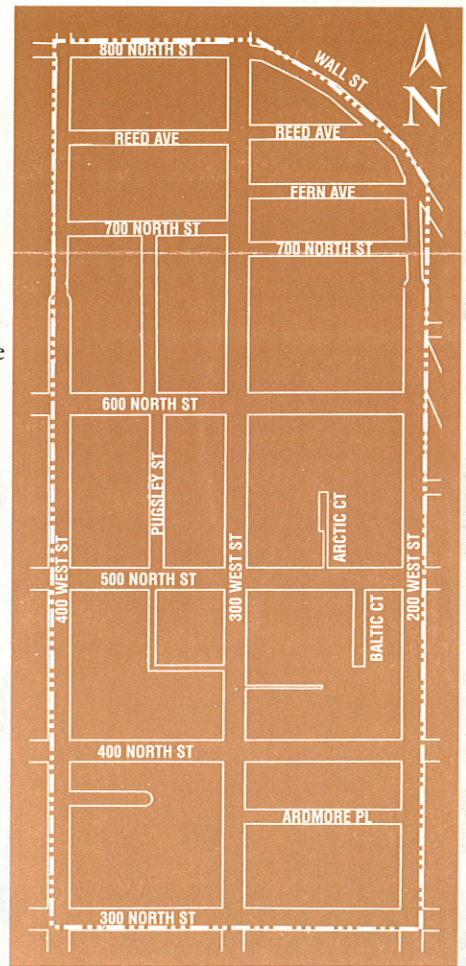 800 NORTH ST
WALL ST
N
REED AVE
REED AVE
FERN AVE
700 NORTH ST
700 NORTH ST
e
600 NORTH ST
PUGSLEY ST
ARCTIC CT
400 WEST ST
500 NORTH ST
300 WEST ST
BALTIC CT
200 WEST ST
400 NORTH ST
ARDMORE PL
300 NORTH ST